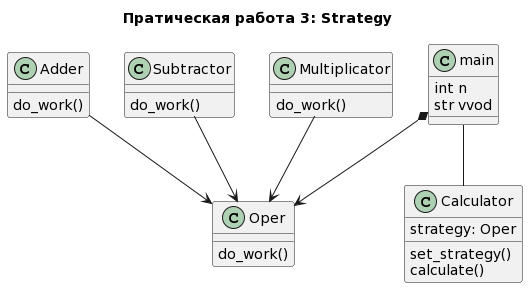 Пратическая работа 3: Strategy
C Adder
do_work()
C Subtractor
do_work()
C Multiplicator
do_work()
C main
int n
str vvod
C Oper
do_work()
C Calculator
strategy: Oper
set_strategy()
calculate()